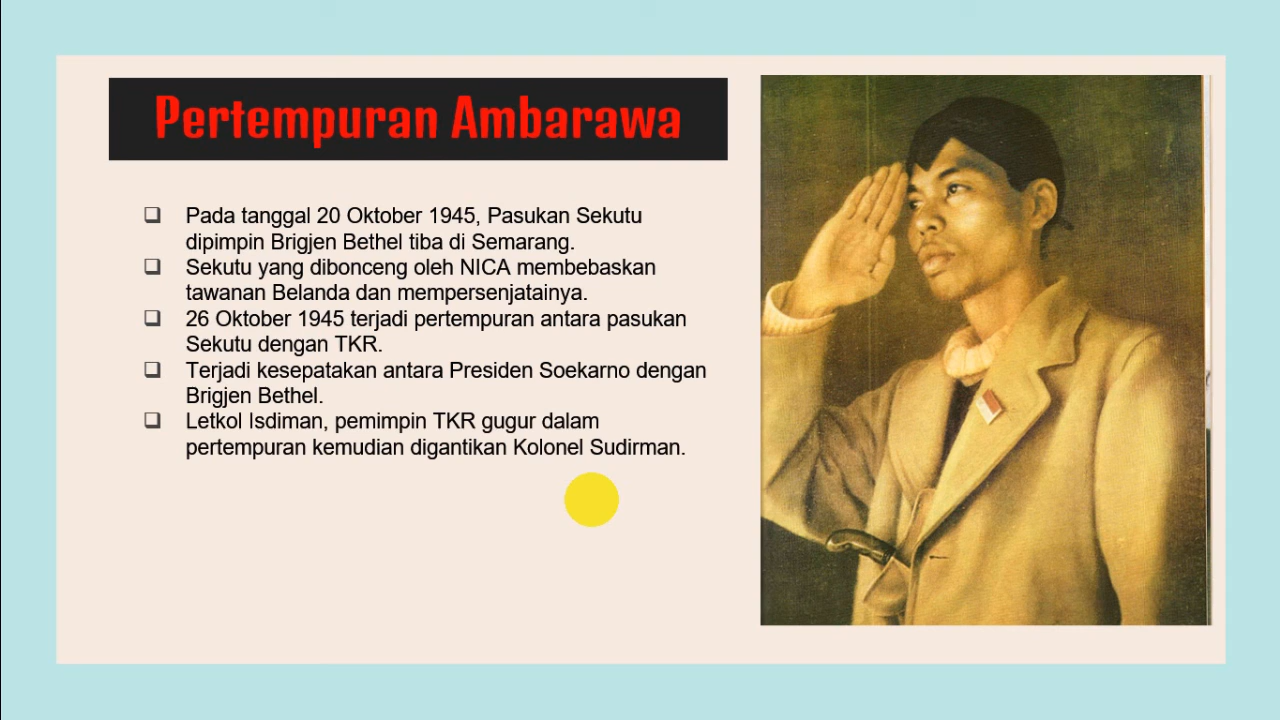 Pertempuran Ambarawa
Pada tanggal 20 Oktober 1945, Pasukan Sekutu
dipimpin Brigjen Bethel tiba di Semarang.
Sekutu yang dibonceng oleh NICA membebaskan
tawanan Belanda dan mempersenjatainya.
26 Oktober 1945 terjadi pertempuran antara pasukan
Sekutu dengan TKR.
Terjadi kesepakatan antara Presiden Soekarno dengan
Brigjen Bethel.
Letkol Isdiman, pemimpin TKR gugur dalam
pertempuran kemudian digantikan Kolonel Sudirman.